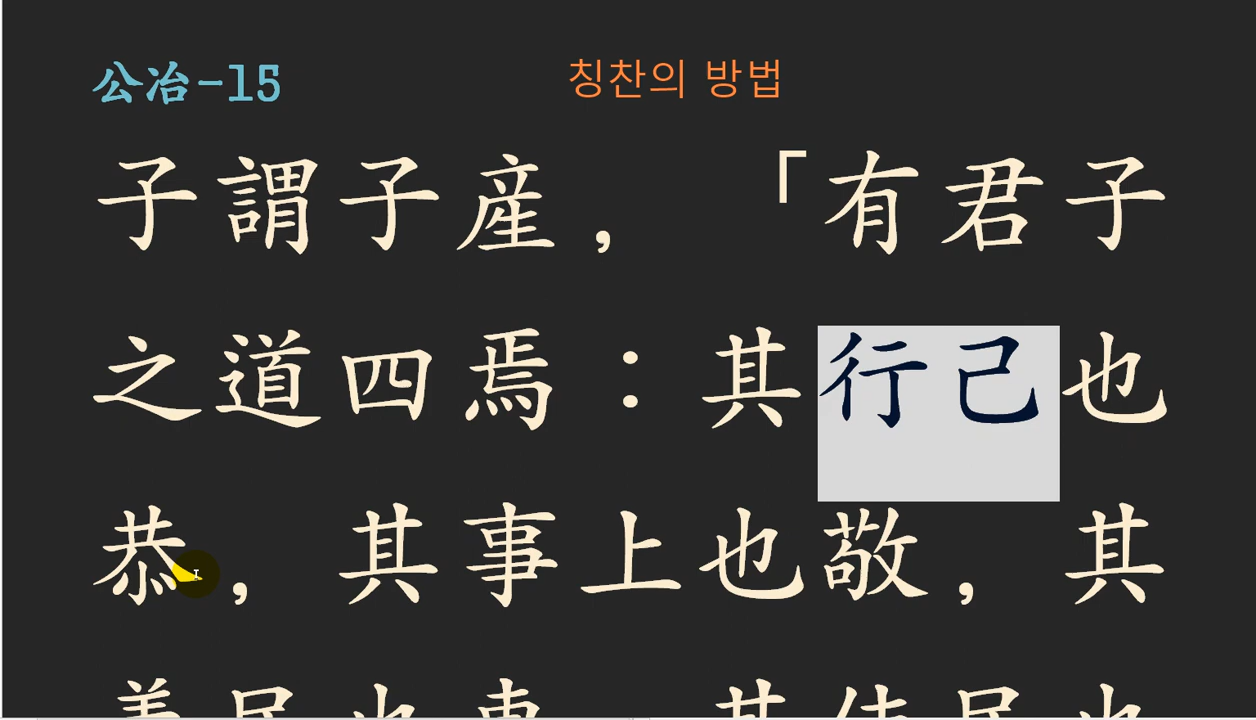 公冶-15
칭찬의 방법
子謂子産，「有君子
之道四焉：其行己也
恭，其事上也敬，其